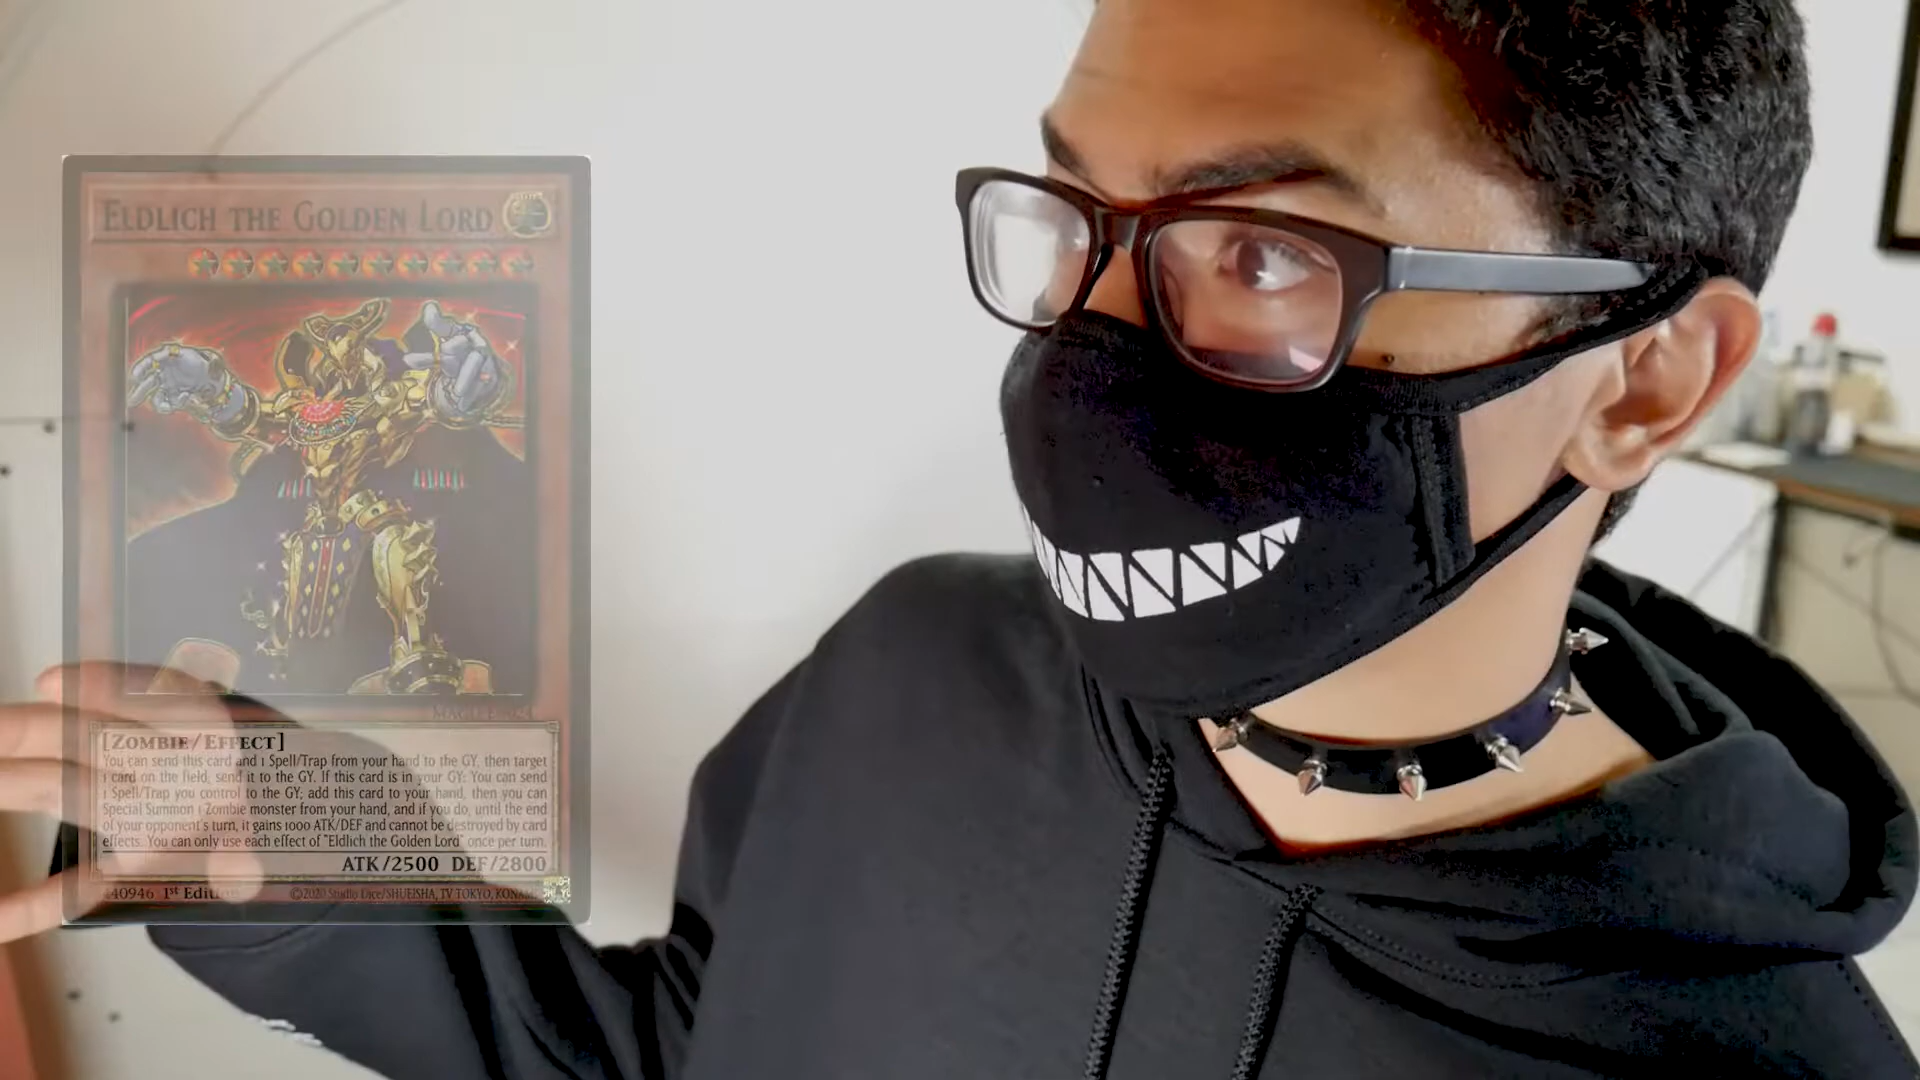 Eldlich the Golden Lord
[Zombie/Effect]
You can send this card and 1 Spell/Trap from your hand to the GY, then target
1 card on the field; send it to the GY. If this card is in your GY: You can send
1 Spell/Trap you control to the GY; add this card to your hand, then you can
Special Summon 1 Zombie monster from your hand, and if you do, until the end
of your opponent's turn, it gains 1000 ATK/DEF and cannot be destroyed by card
effects. You can only use each effect of "Eldlich the Golden Lord" once per turn.
ATK/2500 DEF/2800
40946 1st Edition
©2020 Studio Dice/SHUEISHA, TV TOKYO, KONAMI